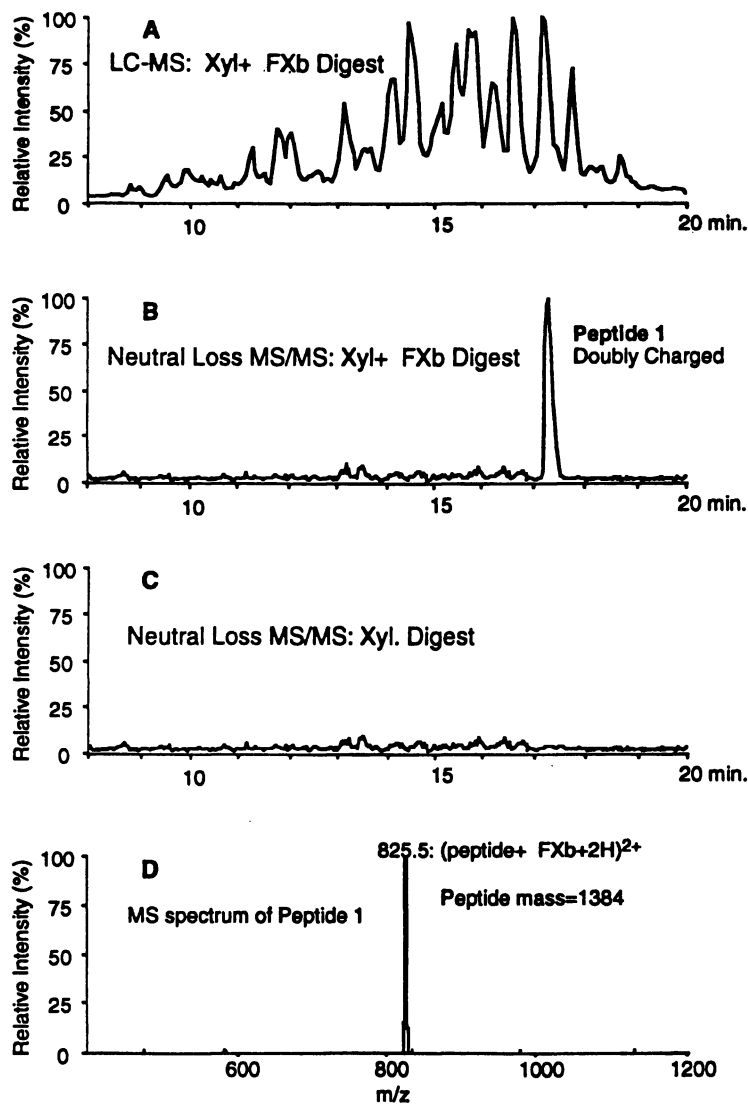 Relative Intensity (%)
100
75
50
25
0
A
LC-MS: Xyl+ FXb Digest
10
15
20 min.
Relative Intensity (%)
100
75
50
25
0
B
Neutral Loss MS/MS: Xyl+ FXb Digest
Peptide 1
Doubly Charged
10
15
20 min.
Relative Intensity (%)
100
75
50
25
0
C
Neutral Loss MS/MS: Xyl. Digest
10
15
20 min.
Relative Intensity (%)
100
75
50
25
0
D
825.5: (peptide+ FXb+2H)2+
Peptide mass=1384
MS spectrum of Peptide 1
600
800
1000
1200
m/z